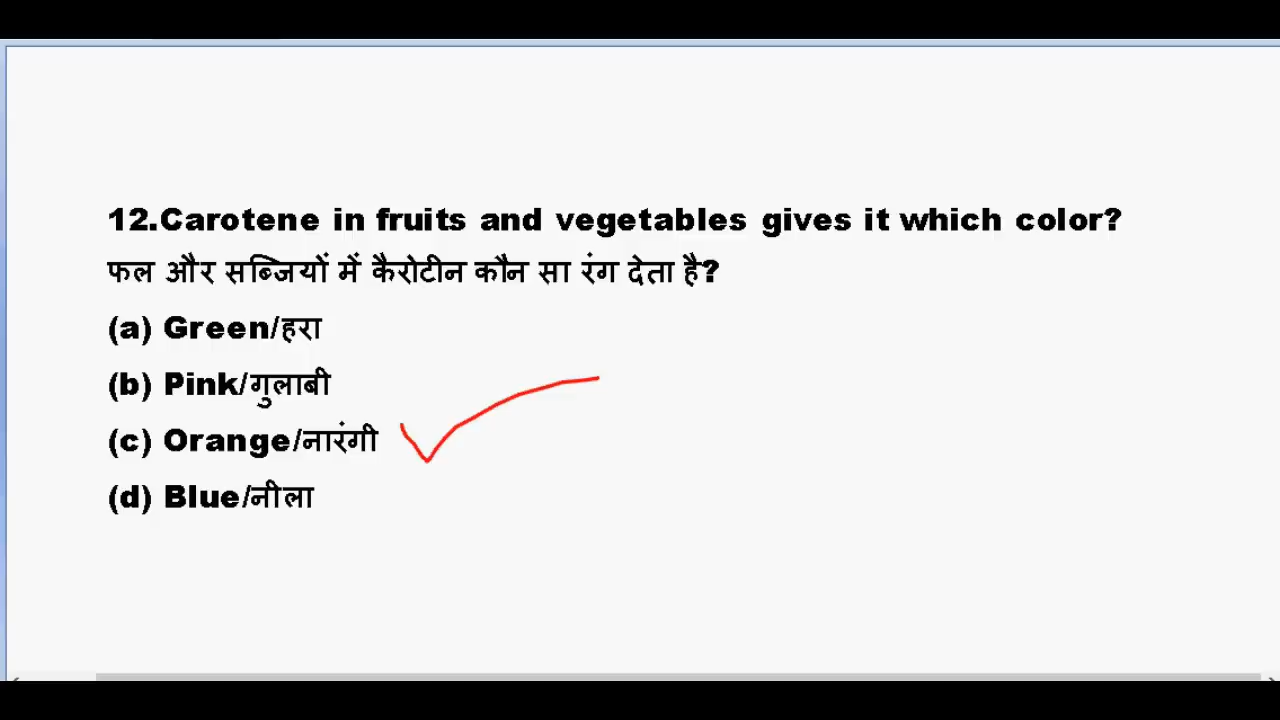 12.Carotene in fruits and vegetables gives it which color?
फल और सब्जियों में कैरोटीन कौन सा रंग देता है?
(a) Green/हरा
(b) Pink/गुलाबी
(c) Orange/नारंगी
(d) Blue/नीला